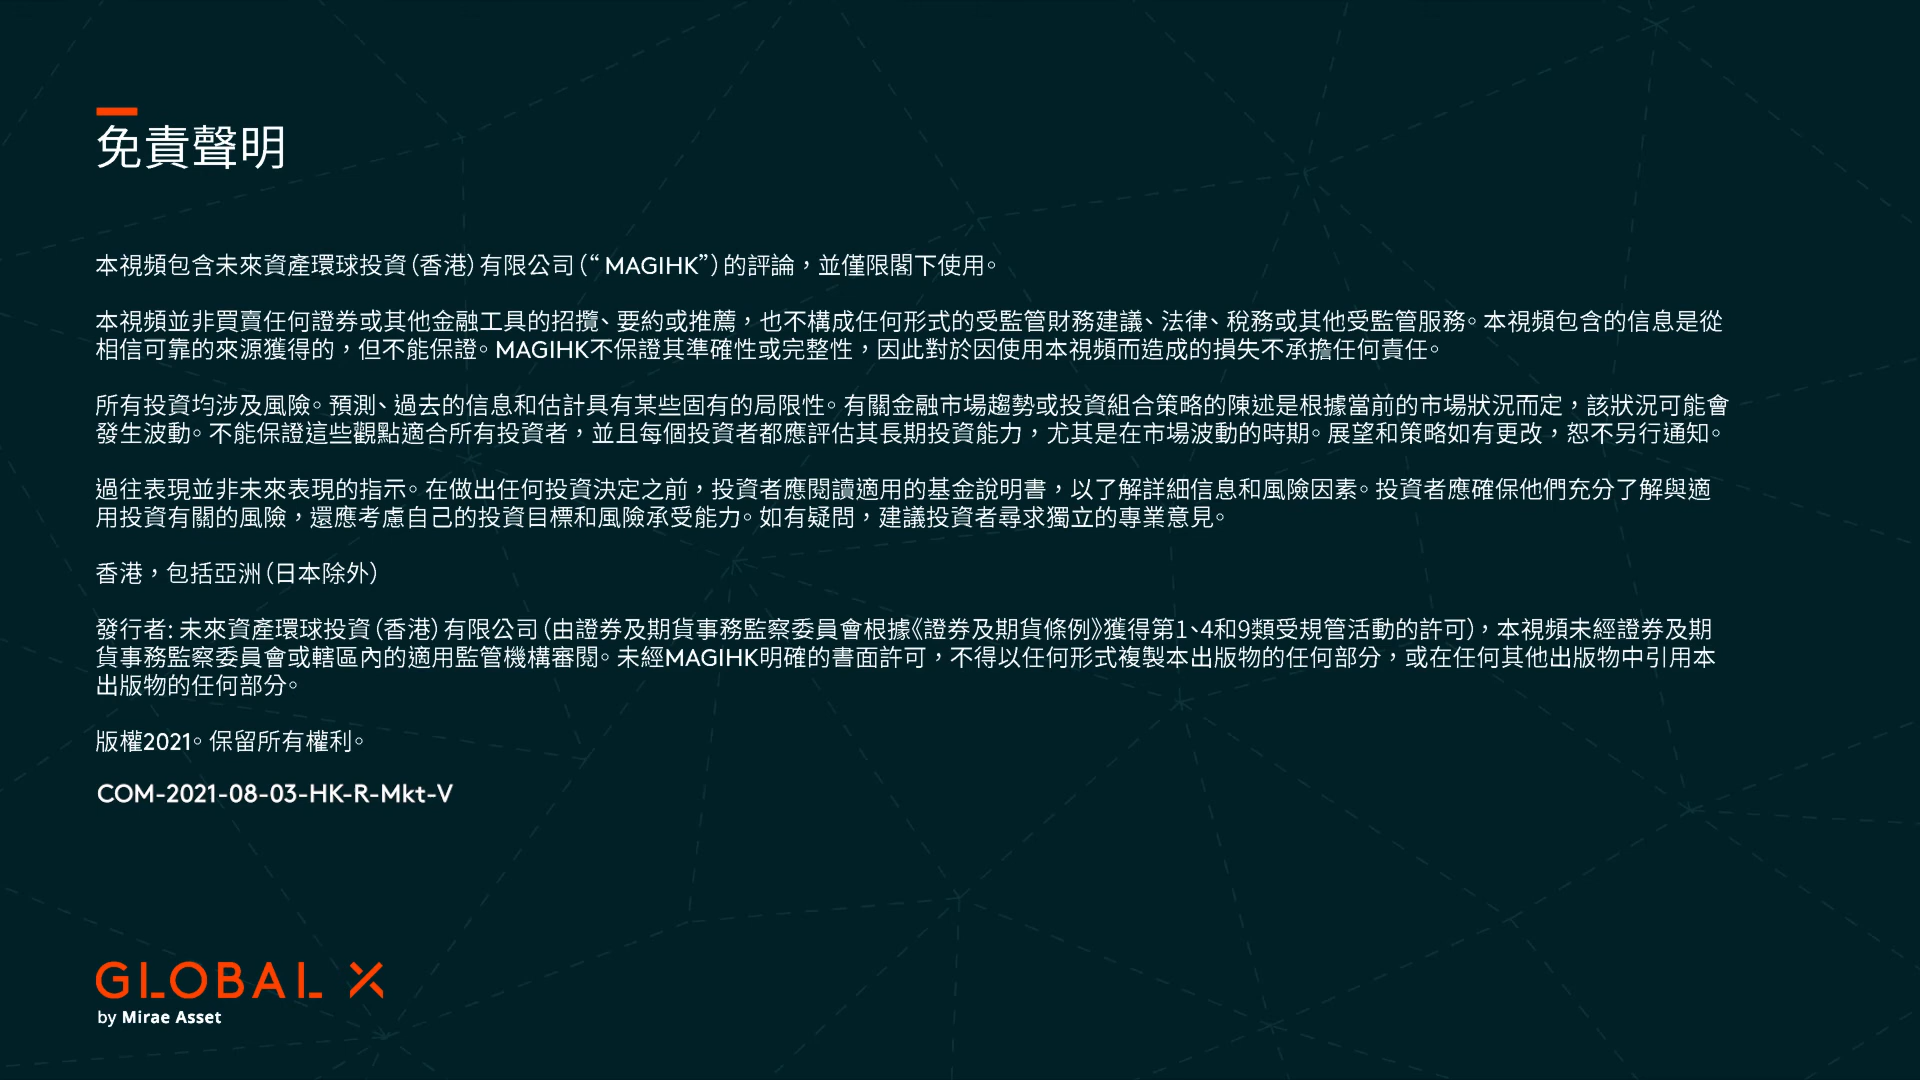 免責聲明
本視頻包含未來資產環球投資（香港）有限公司（“ MAGIHK”）的評論，並僅限閣下使用。
本視頻並非買賣任何證券或其他金融工具的招攬、要約或推薦，也不構成任何形式的受監管財務建議、法律、稅務或其他受監管服務。本視頻包含的信息是從
相信可靠的來源獲得的，但不能保證。MAGIHK不保證其準確性或完整性，因此對於因使用本視頻而造成的損失不承擔任何責任。
所有投資均涉及風險。預測、過去的信息和估計具有某些固有的局限性。有關金融市場趨勢或投資組合策略的陳述是根據當前的市場狀況而定，該狀況可能會
發生波動。不能保證這些觀點適合所有投資者，並且每個投資者都應評估其長期投資能力，尤其是在市場波動的時期。展望和策略如有更改，恕不另行通知。
過往表現並非未來表現的指示。在做出任何投資決定之前，投資者應閱讀適用的基金說明書，以了解詳細信息和風險因素。投資者應確保他們充分了解與適
用投資有關的風險，還應考慮自己的投資目標和風險承受能力。如有疑問，建議投資者尋求獨立的專業意見。
香港，包括亞洲（日本除外）
發行者: 未來資產環球投資（香港）有限公司（由證券及期貨事務監察委員會根據《證券及期貨條例》獲得第1、4和9類受規管活動的許可），本視頻未經證券及期
貨事務監察委員會或轄區內的適用監管機構審閱。未經MAGIHK明確的書面許可，不得以任何形式複製本出版物的任何部分，或在任何其他出版物中引用本
出版物的任何部分。
版權2021。保留所有權利。
COM-2021-08-03-HK-R-Mkt-V
GLOBAL X
by Mirae Asset